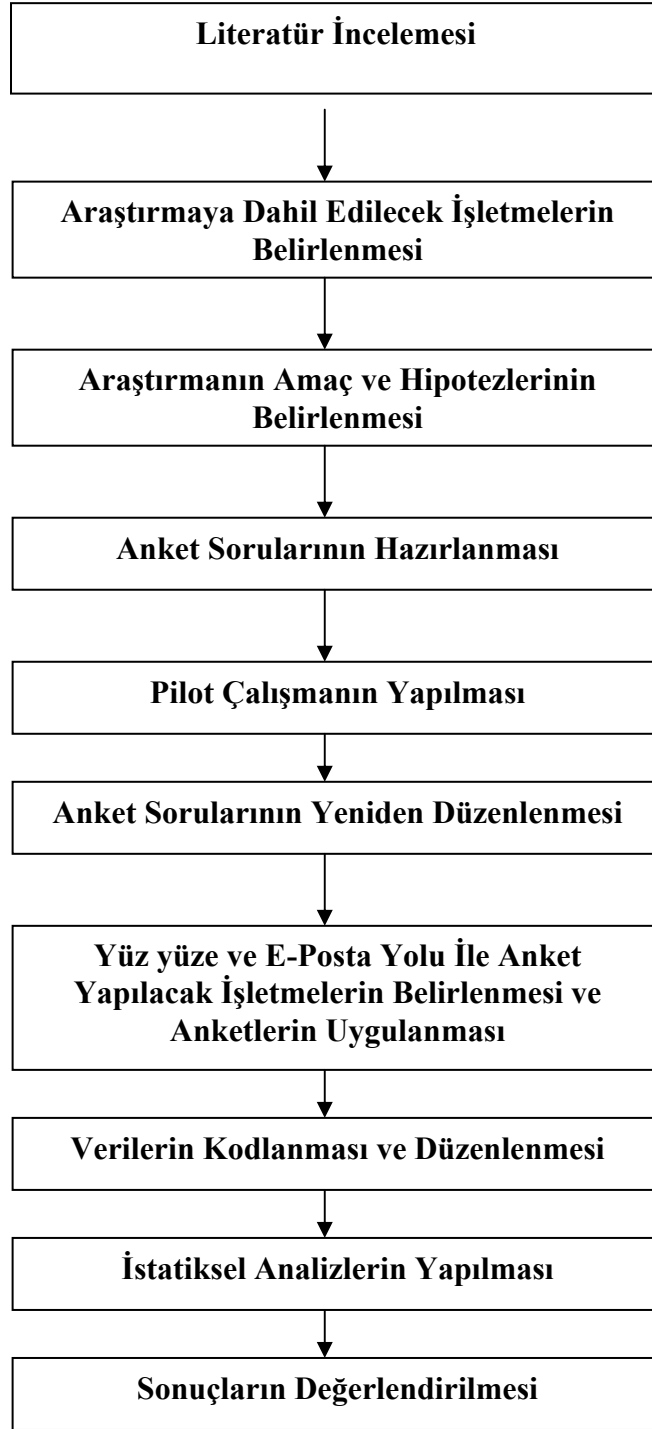 Literatür İncelemesi
Araştırmaya Dahil Edilecek İşletmelerin
Belirlenmesi
Araştırmanın Amaç ve Hipotezlerinin
Belirlenmesi
Anket Sorularının Hazırlanması
Pilot Çalışmanın Yapılması
Anket Sorularının Yeniden Düzenlenmesi
Yüz yüze ve E-Posta Yolu İle Anket
Yapılacak İşletmelerin Belirlenmesi ve
Anketlerin Uygulanması
Verilerin Kodlanması ve Düzenlenmesi
İstatiksel Analizlerin Yapılması
Sonuçların Değerlendirilmesi